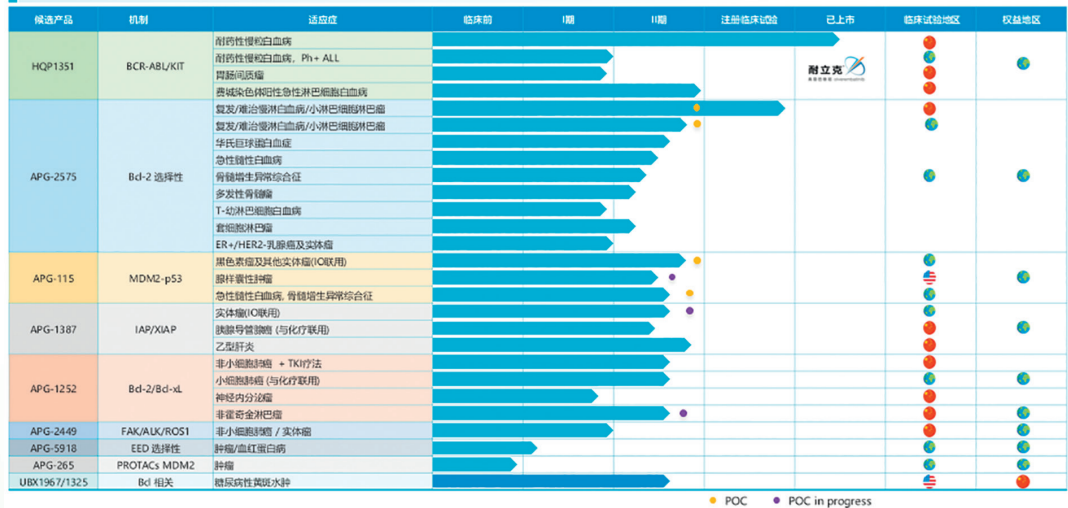 候选产品 机制 适应症 临床前 I期 II期 注册临床试验 已上市 临床试验地区 权益地区
HQP1351 BCR-ABL/KIT
耐药性慢粒白血病
耐药性慢粒白血病, Ph+ ALL
胃肠间质瘤
费城染色体阳性急性淋巴细胞白血病
耐立克
APG-2575 Bcl-2 选择性
复发/难治慢淋白血病/小淋巴细胞淋巴瘤
复发/难治慢淋白血病/小淋巴细胞淋巴瘤
华氏巨球蛋白血症
急性髓性白血病
骨髓增生异常综合征
多发性骨髓瘤
T-幼淋巴细胞白血病
套细胞淋巴瘤
ER+/HER2-乳腺癌及实体瘤
APG-115 MDM2-p53
黑色素瘤及其他实体瘤(IO联用)
腺样囊性肿瘤
急性髓性白血病, 骨髓增生异常综合征
APG-1387 IAP/XIAP
实体瘤(IO联用)
胰腺导管腺癌 (与化疗联用)
乙型肝炎
APG-1252 Bcl-2/Bcl-xL
非小细胞肺癌 + TKI疗法
小细胞肺癌 (与化疗联用)
神经内分泌瘤
非霍奇金淋巴瘤
APG-2449 FAK/ALK/ROS1 非小细胞肺癌 / 实体瘤
APG-5918 EED 选择性 肿瘤/血红蛋白病
APG-265 PROTACs MDM2 肿瘤
UBX1967/1325 Bcl 相关 糖尿病性黄斑水肿
POC POC in progress